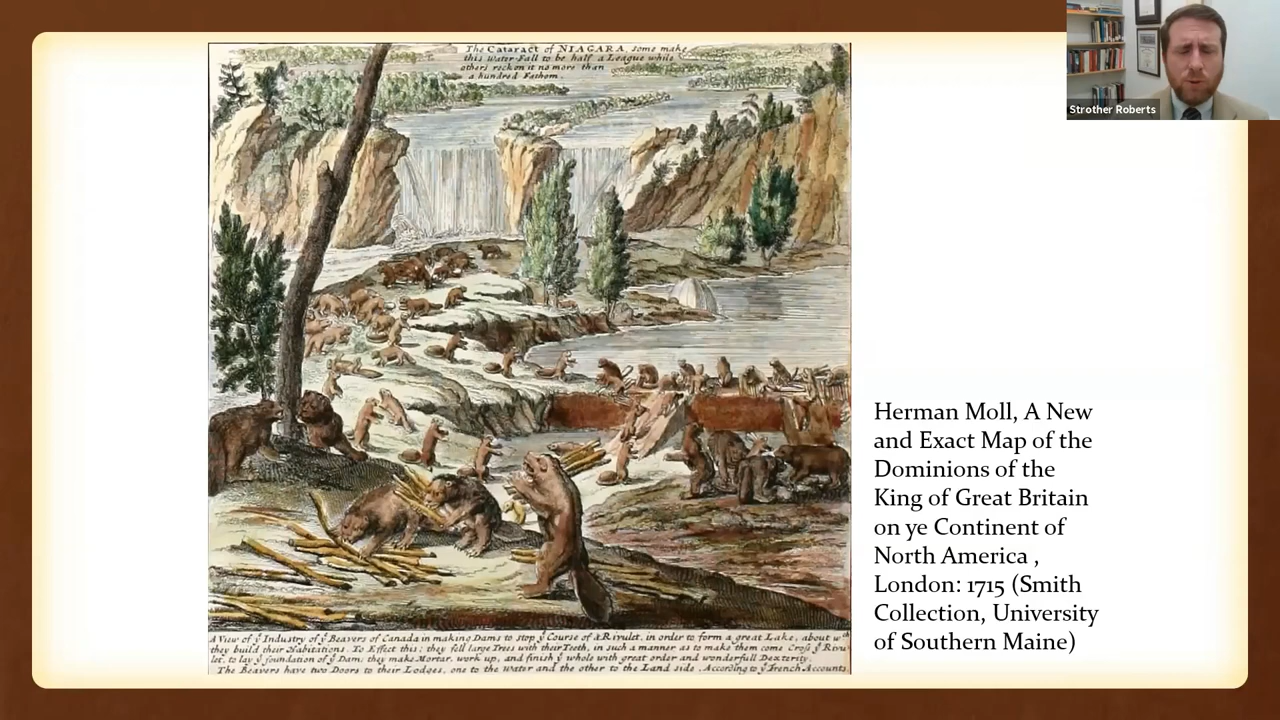 The Cataract of NIAGARA, some make
this Water-Fall to be half a League while
others reckon it no more than
a hundred Fathom.
Strother Roberts
Herman Moll, A New
and Exact Map of the
Dominions of the
King of Great Britain
on ye Continent of
North America ,
London: 1715 (Smith
Collection, University
of Southern Maine)
A View of ye Industry of ye Beavers of Canada in making Dams to stop ye Course of a Rivulet, in order to form a great Lake, about wch
they build their Habitations. To Effect this; they fell large Trees with their Teeth, in such a manner as to make them come Cross ye Rivu
let, to lay ye foundation of ye Dam; they make Mortar, work up, and finish ye whole with great order and wonderfull Dexterity.
The Beavers have two Doors to their Lodges, one to the Water and the other to the Land side. According to ye French Accounts.